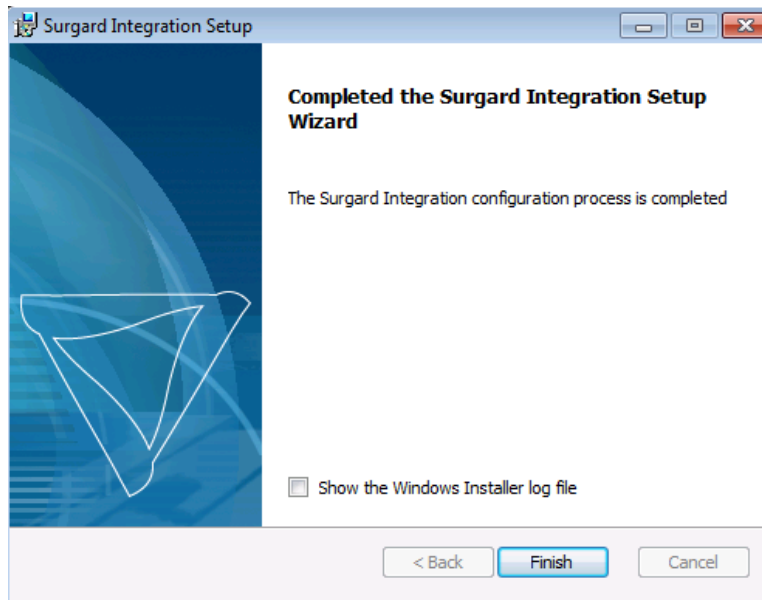 Surgard Integration Setup
Completed the Surgard Integration Setup
Wizard
The Surgard Integration configuration process is completed
Show the Windows Installer log file
< Back
Finish
Cancel